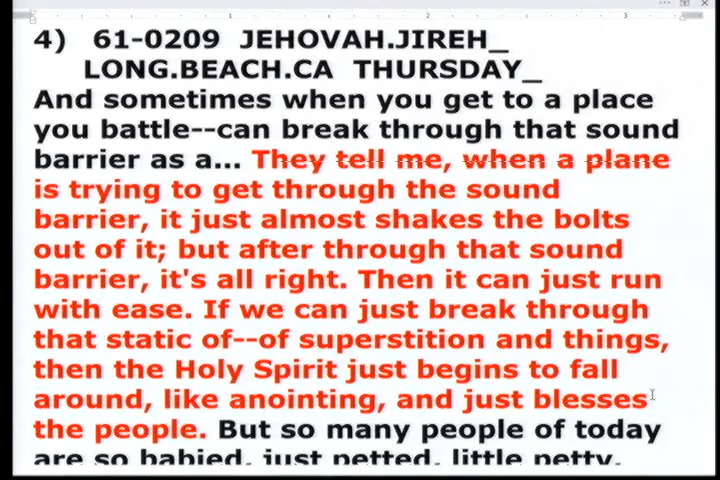 4) 61-0209 JEHOVAH.JIREH_
LONG.BEACH.CA THURSDAY_
And sometimes when you get to a place
you battle--can break through that sound
barrier as a... They tell me, when a plane
is trying to get through the sound
barrier, it just almost shakes the bolts
out of it; but after through that sound
barrier, it's all right. Then it can just run
with ease. If we can just break through
that static of--of superstition and things,
then the Holy Spirit just begins to fall
around, like anointing, and just blesses
the people. But so many people of today
are so babied, just petted, little petty,